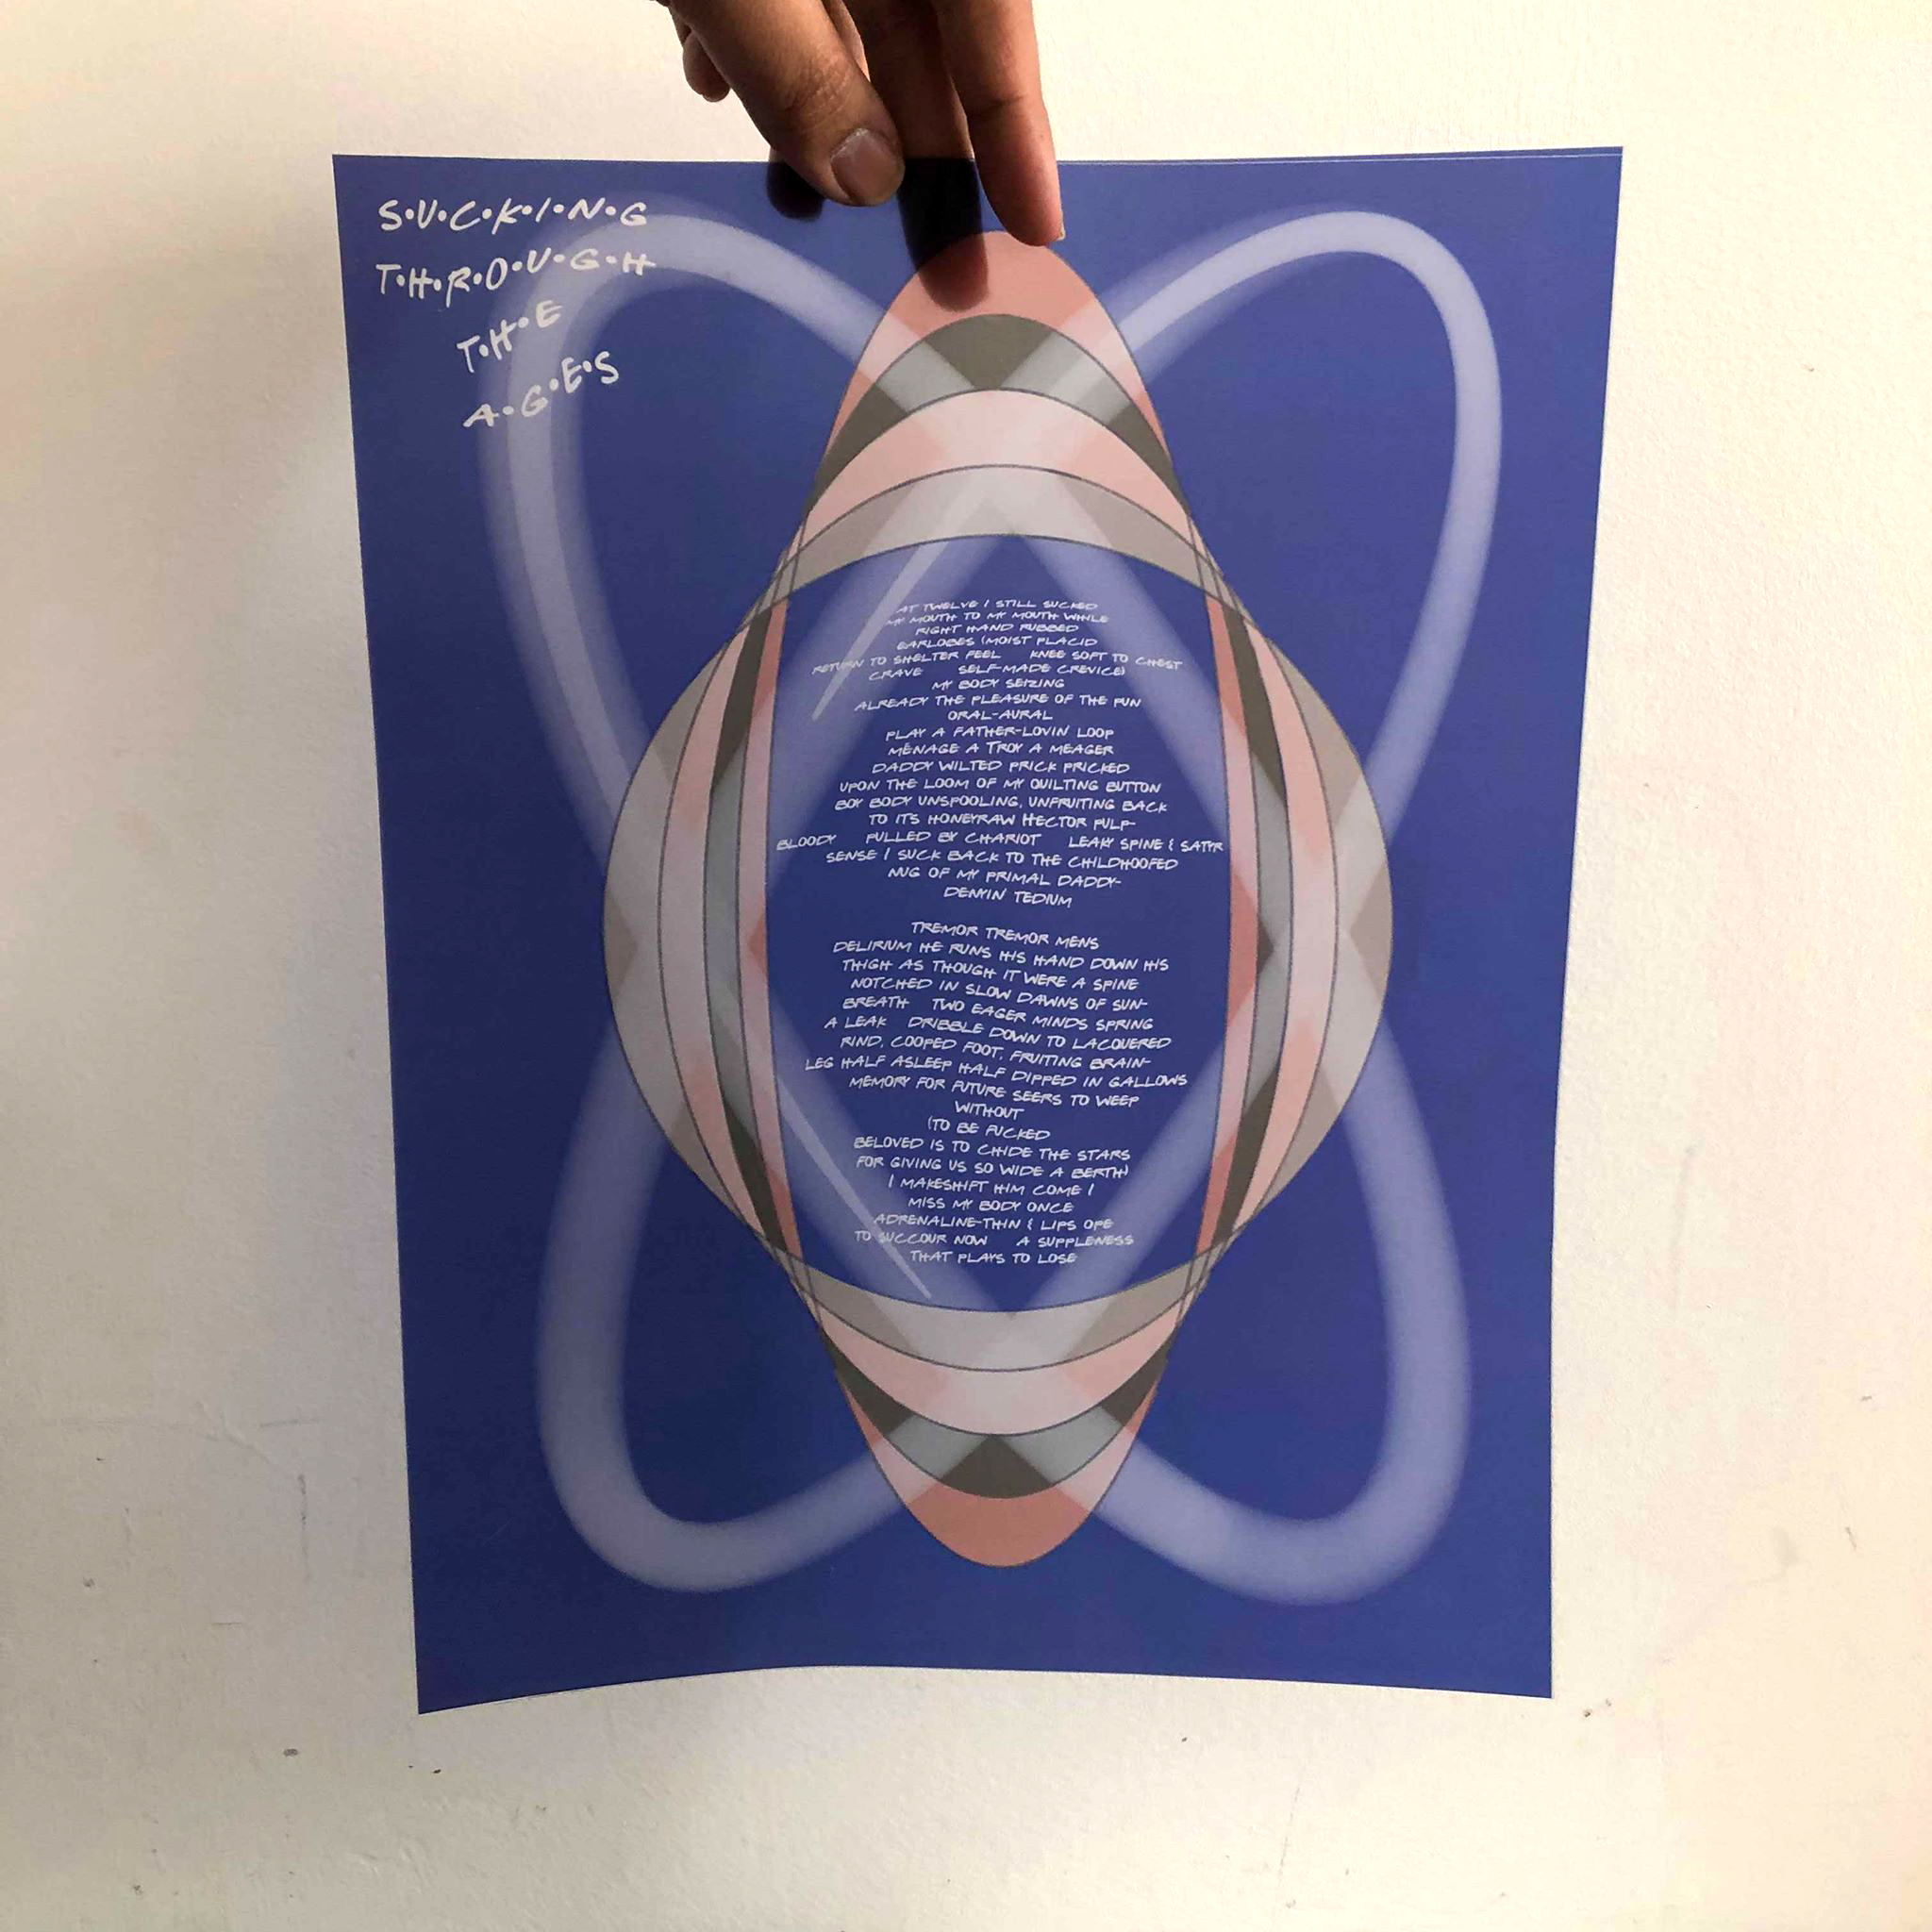 S·U·C·K·I·N·G
T·H·R·O·U·G·H
T·H·E
A·G·E·S
AT TWELVE I STILL SUCKED
MY MOUTH TO MY MOUTH WHILE
RIGHT HAND RUBBED
EARLOBES (MOIST PLACID
RETURN TO SHELTER FEEL KNEE SOFT TO CHEST
CRAVE SELF-MADE CREVICE)
MY BODY SEIZING
ALREADY THE PLEASURE OF THE PUN
ORAL-AURAL
PLAY A FATHER-LOVIN LOOP
MÉNAGE A TROY A MEAGER
DADDY WILTED PRICK PRICKED
UPON THE LOOM OF MY QUILTING BUTTON
BOY BODY UNSPOOLING, UNFRUITING BACK
TO ITS HONEYRAW HECTOR PULP-
BLOODY PULLED BY CHARIOT LEAKY SPINE & SATYR
SENSE I SUCK BACK TO THE CHILDHOOFED
NUG OF MY PRIMAL DADDY-
DENYIN TEDIUM
TREMOR TREMOR MENS
DELIRIUM HE RUNS HIS HAND DOWN HIS
THIGH AS THOUGH IT WERE A SPINE
NOTCHED IN SLOW DAWNS OF SUN-
BREATH TWO EAGER MINDS SPRING
A LEAK DRIBBLE DOWN TO LACQUERED
RIND, COOPED FOOT, FRUITING BRAIN-
LEG HALF ASLEEP HALF DIPPED IN GALLOWS
MEMORY FOR FUTURE SEERS TO WEEP
WITHOUT
(TO BE FUCKED
BELOVED IS TO CHIDE THE STARS
FOR GIVING US SO WIDE A BERTH)
I MAKESHIFT HIM COME I
MISS MY BODY ONCE
ADRENALINE-THIN & LIPS OPE
TO SUCCOUR NOW A SUPPLENESS
THAT PLAYS TO LOSE